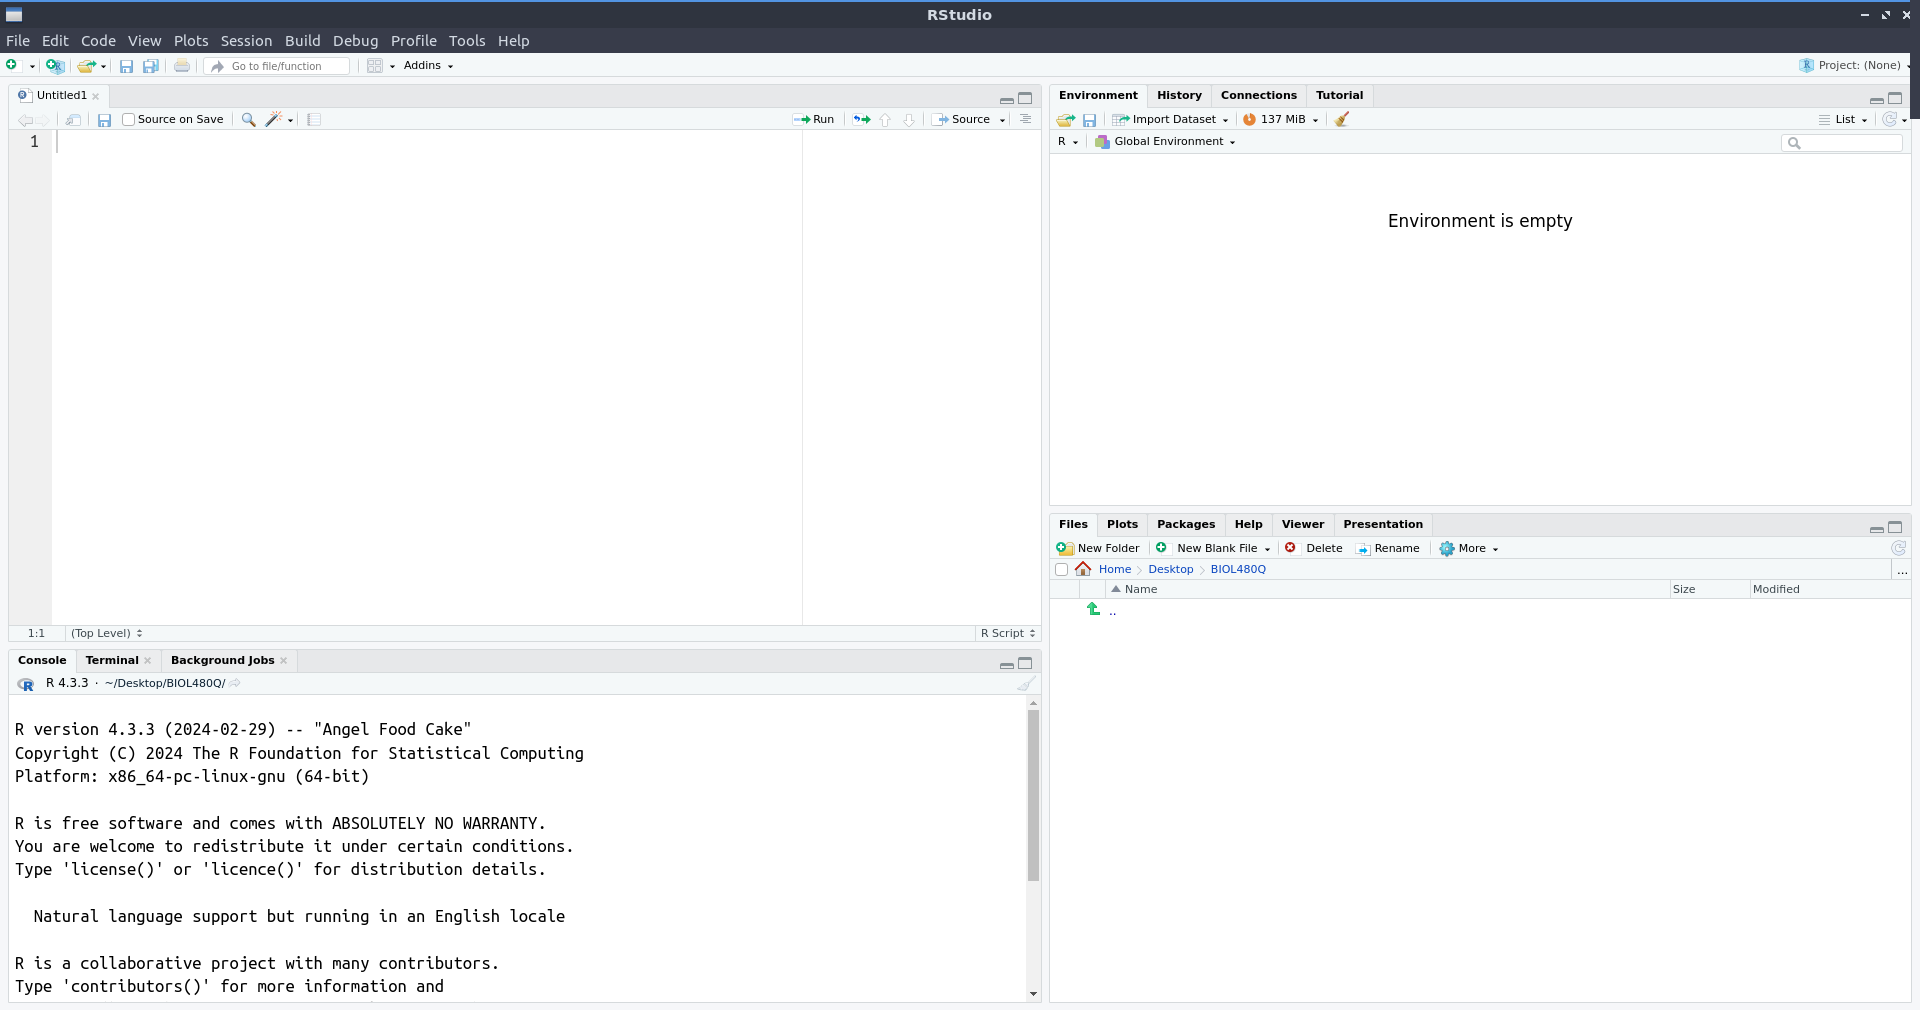 RStudio
File Edit Code View Plots Session Build Debug Profile Tools Help
Go to file/function Addins Project: (None)
Untitled1
Source on Save Run Source
1
1:1 (Top Level) R Script
Console Terminal Background Jobs
R 4.3.3 · ~/Desktop/BIOL480Q/
R version 4.3.3 (2024-02-29) -- "Angel Food Cake"
Copyright (C) 2024 The R Foundation for Statistical Computing
Platform: x86_64-pc-linux-gnu (64-bit)
R is free software and comes with ABSOLUTELY NO WARRANTY.
You are welcome to redistribute it under certain conditions.
Type 'license()' or 'licence()' for distribution details.
Natural language support but running in an English locale
R is a collaborative project with many contributors.
Type 'contributors()' for more information and
Environment History Connections Tutorial
Import Dataset 137 MiB List
R Global Environment
Environment is empty
Files Plots Packages Help Viewer Presentation
New Folder New Blank File Delete Rename More
Home Desktop BIOL480Q ...
Name Size Modified
..